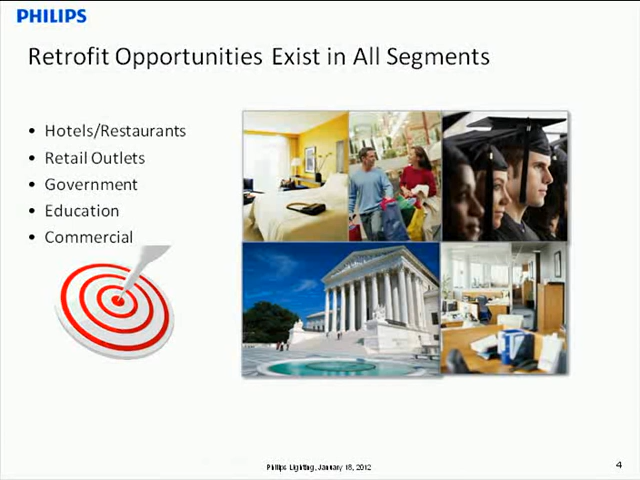 PHILIPS
Retrofit Opportunities Exist in All Segments
• Hotels/Restaurants
• Retail Outlets
• Government
• Education
• Commercial
Philips Lighting, January 18, 2012
4